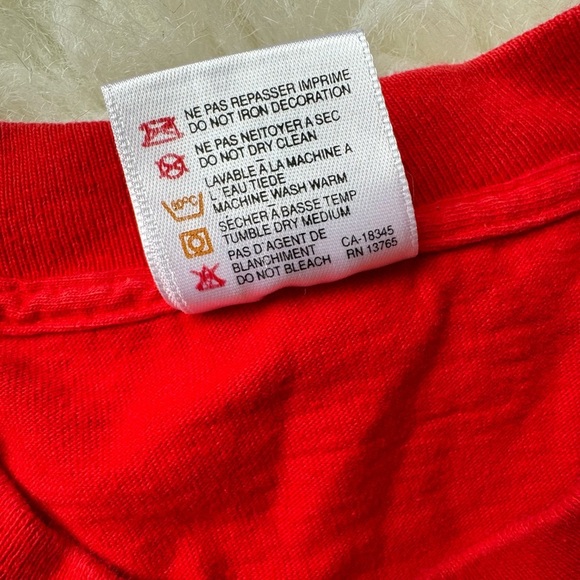 NE PAS REPASSER IMPRIME
DO NOT IRON DECORATION
NE PAS NEITOYER A SEC
DO NOT DRY CLEAN
LAVABLE À LA MACHINE A
L'EAU TIEDE
MACHINE WASH WARM
SÉCHER À BASSE TEMP
TUMBLE DRY MEDIUM
PAS D'AGENT DE
BLANCHIMENT CA-18345
DO NOT BLEACH RN 13765